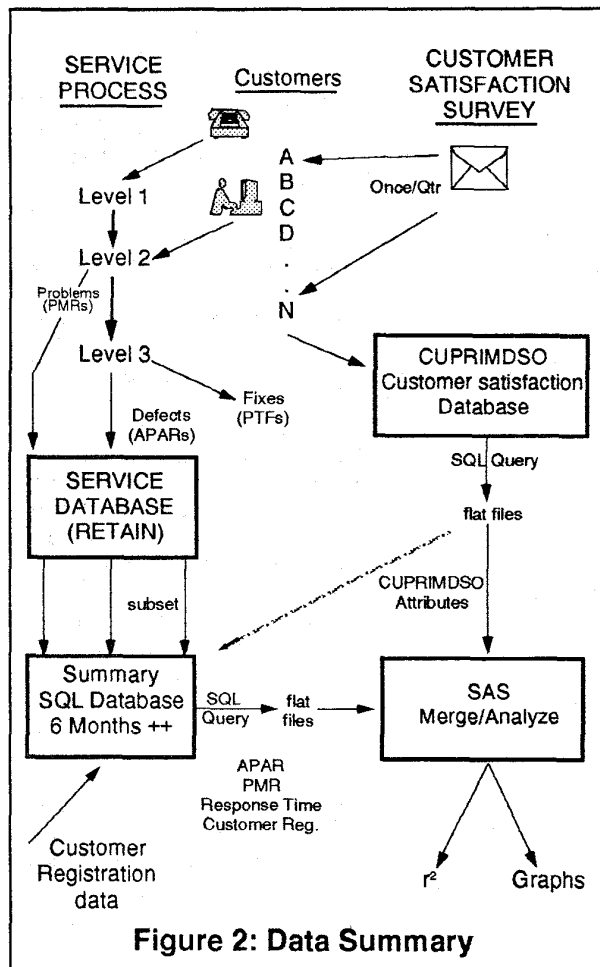 SERVICE
PROCESS
Customers
CUSTOMER
SATISFACTION
SURVEY
A
B
C
D
.
.
N
Once/Qtr
Level 1
Level 2
Problems
(PMRs)
Level 3
Fixes
(PTFs)
Defects
(APARs)
CUPRIMDSO
Customer satisfaction
Database
SQL Query
flat files
SERVICE
DATABASE
(RETAIN)
subset
CUPRIMDSO
Attributes
Summary
SQL Database
6 Months ++
SQL
Query
flat
files
SAS
Merge/Analyze
APAR
PMR
Response Time
Customer Reg.
Customer
Registration
data
r²
Graphs
Figure 2: Data Summary